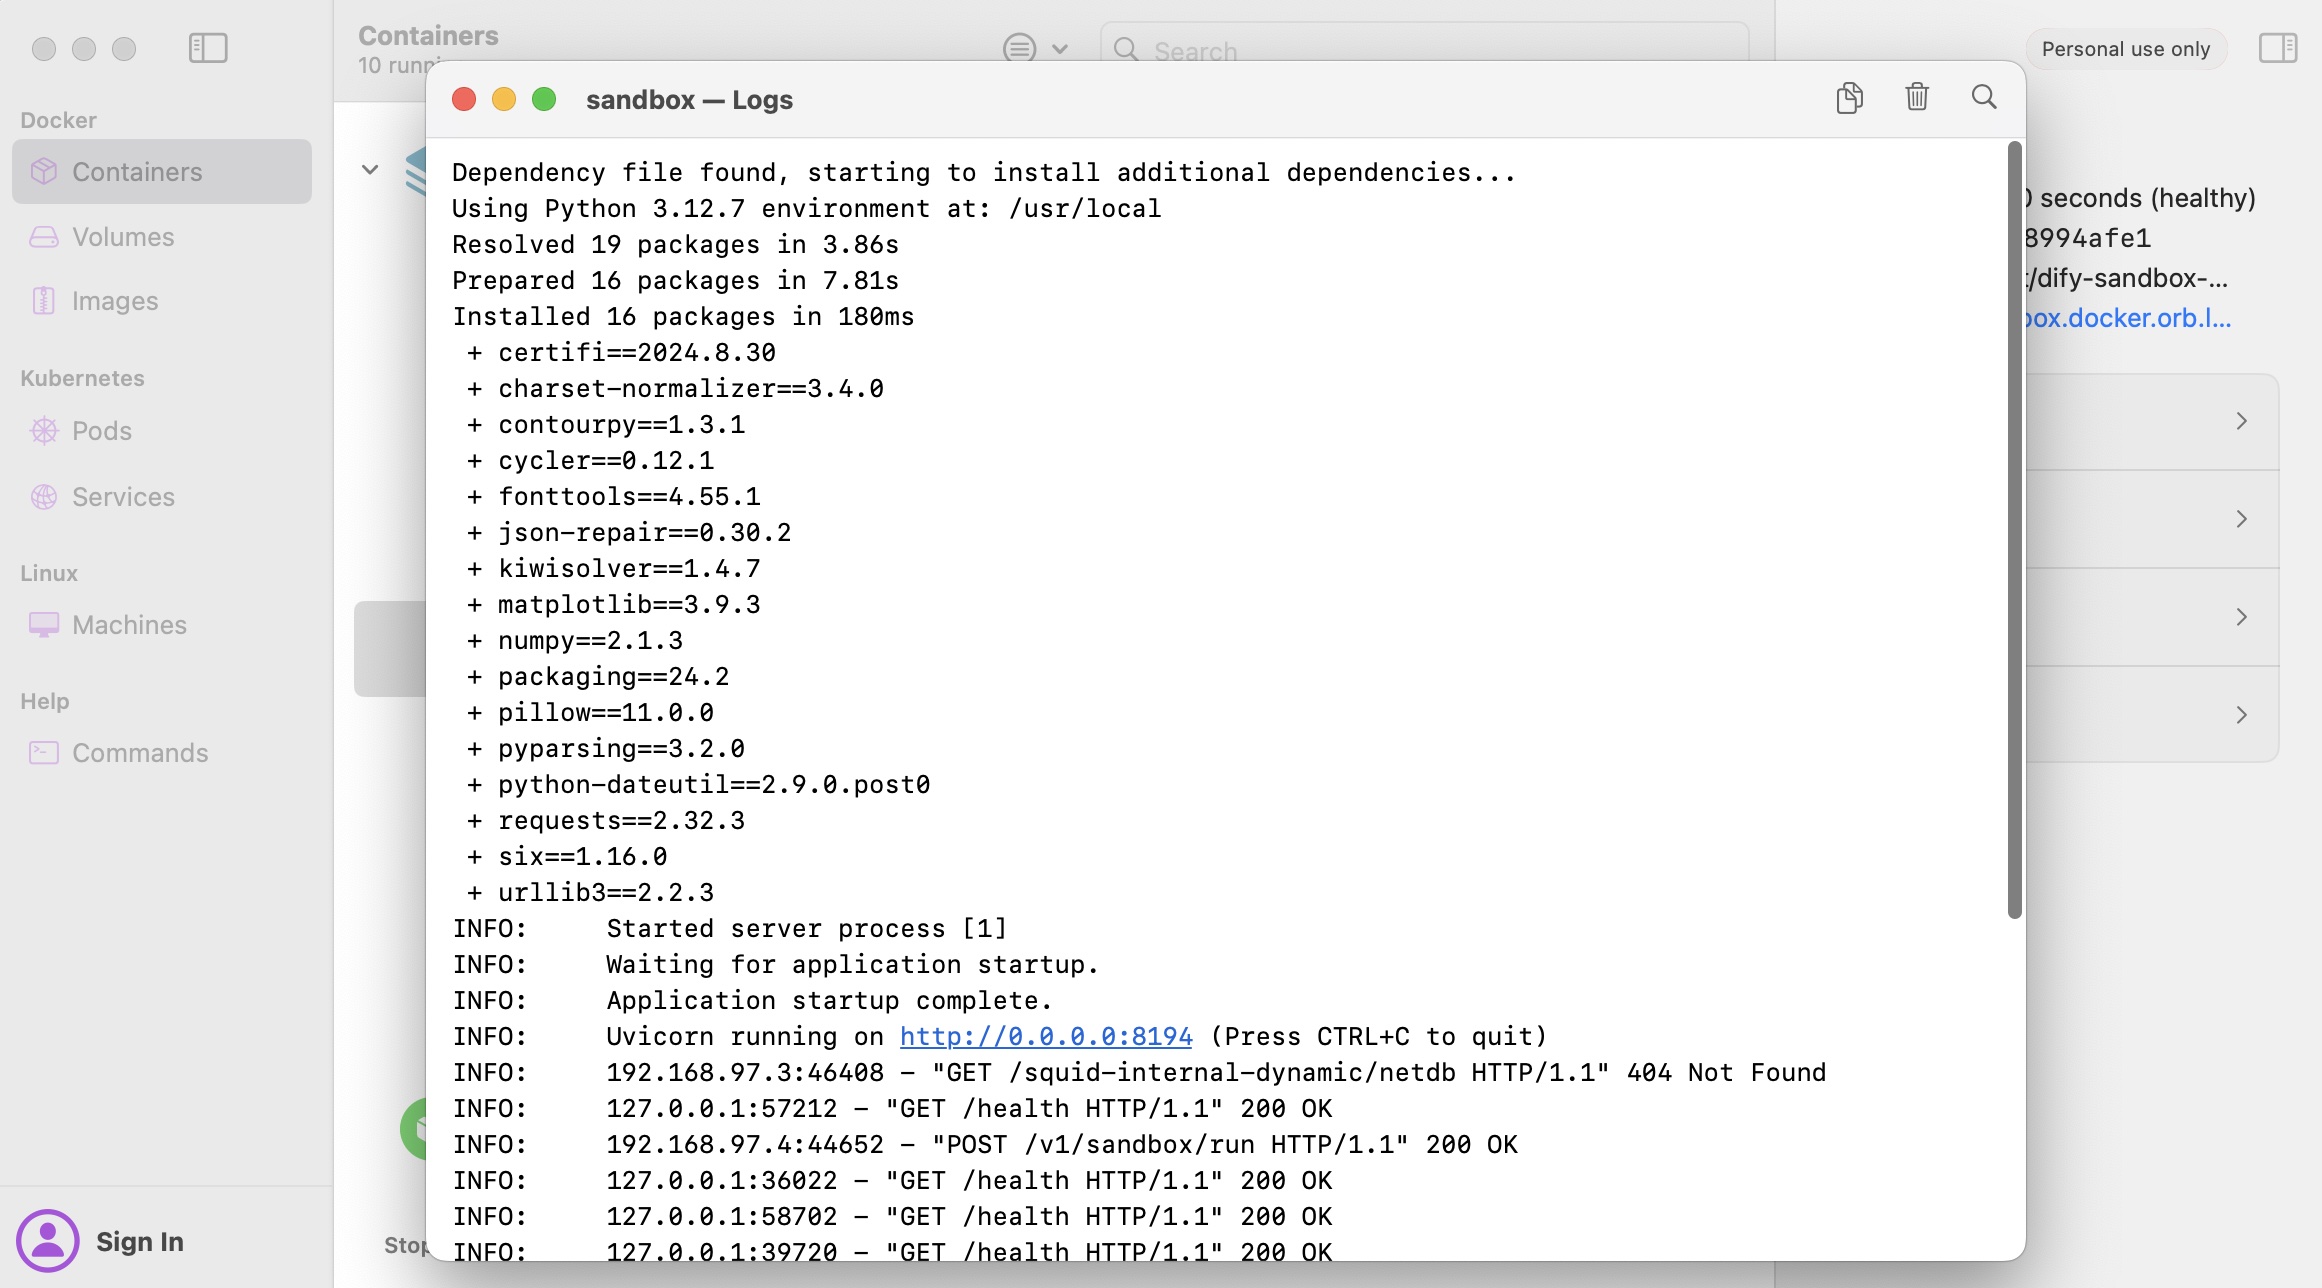 Containers
10 runni
Search
Personal use only
Docker
Containers
Volumes
Images
Kubernetes
Pods
Services
Linux
Machines
Help
Commands
Sign In
sandbox — Logs
Dependency file found, starting to install additional dependencies...
Using Python 3.12.7 environment at: /usr/local
Resolved 19 packages in 3.86s
Prepared 16 packages in 7.81s
Installed 16 packages in 180ms
+ certifi==2024.8.30
+ charset-normalizer==3.4.0
+ contourpy==1.3.1
+ cycler==0.12.1
+ fonttools==4.55.1
+ json-repair==0.30.2
+ kiwisolver==1.4.7
+ matplotlib==3.9.3
+ numpy==2.1.3
+ packaging==24.2
+ pillow==11.0.0
+ pyparsing==3.2.0
+ python-dateutil==2.9.0.post0
+ requests==2.32.3
+ six==1.16.0
+ urllib3==2.2.3
INFO:     Started server process [1]
INFO:     Waiting for application startup.
INFO:     Application startup complete.
INFO:     Uvicorn running on http://0.0.0.0:8194 (Press CTRL+C to quit)
INFO:     192.168.97.3:46408 - "GET /squid-internal-dynamic/netdb HTTP/1.1" 404 Not Found
INFO:     127.0.0.1:57212 - "GET /health HTTP/1.1" 200 OK
INFO:     192.168.97.4:44652 - "POST /v1/sandbox/run HTTP/1.1" 200 OK
INFO:     127.0.0.1:36022 - "GET /health HTTP/1.1" 200 OK
INFO:     127.0.0.1:58702 - "GET /health HTTP/1.1" 200 OK
INFO:     127.0.0.1:39720 - "GET /health HTTP/1.1" 200 OK
Stop
seconds (healthy)
8994afe1
/dify-sandbox-...
box.docker.orb.l...